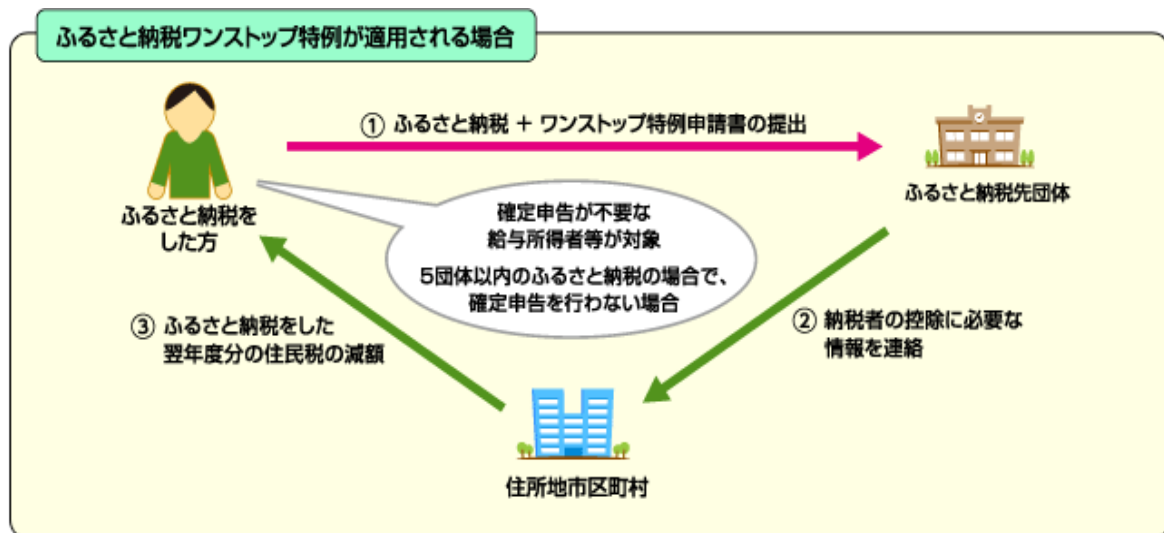 ふるさと納税ワンストップ特例が適用される場合
① ふるさと納税 + ワンストップ特例申請書の提出
ふるさと納税を
した方
ふるさと納税先団体
確定申告が不要な
給与所得者等が対象
5団体以内のふるさと納税の場合で、
確定申告を行わない場合
② 納税者の控除に必要な
情報を連絡
③ ふるさと納税をした
翌年度分の住民税の減額
住所地市区町村